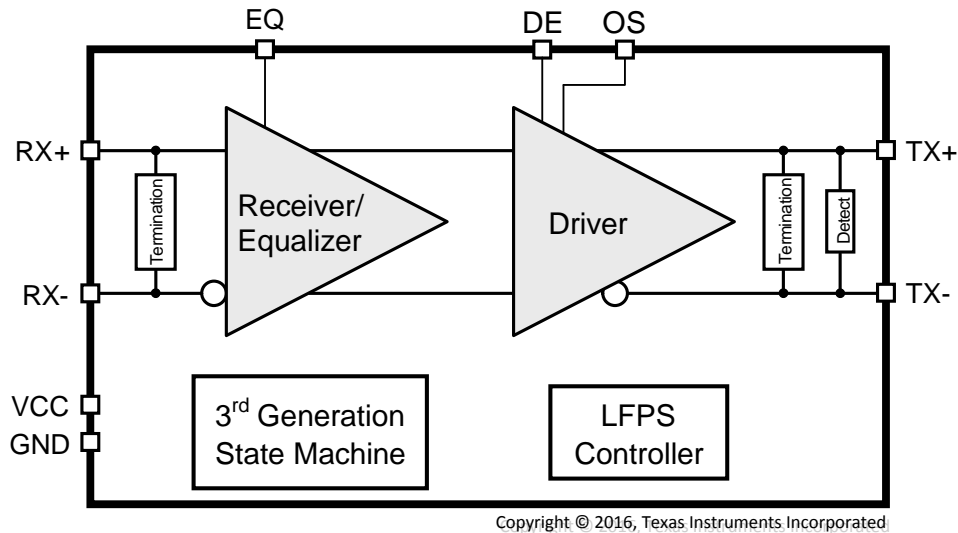 EQ DE OS
RX+ TX+
Termination
Receiver/
Equalizer
Driver
Termination
Detect
RX- TX-
VCC
GND
3rd Generation
State Machine
LFPS
Controller
Copyright © 2016, Texas Instruments Incorporated